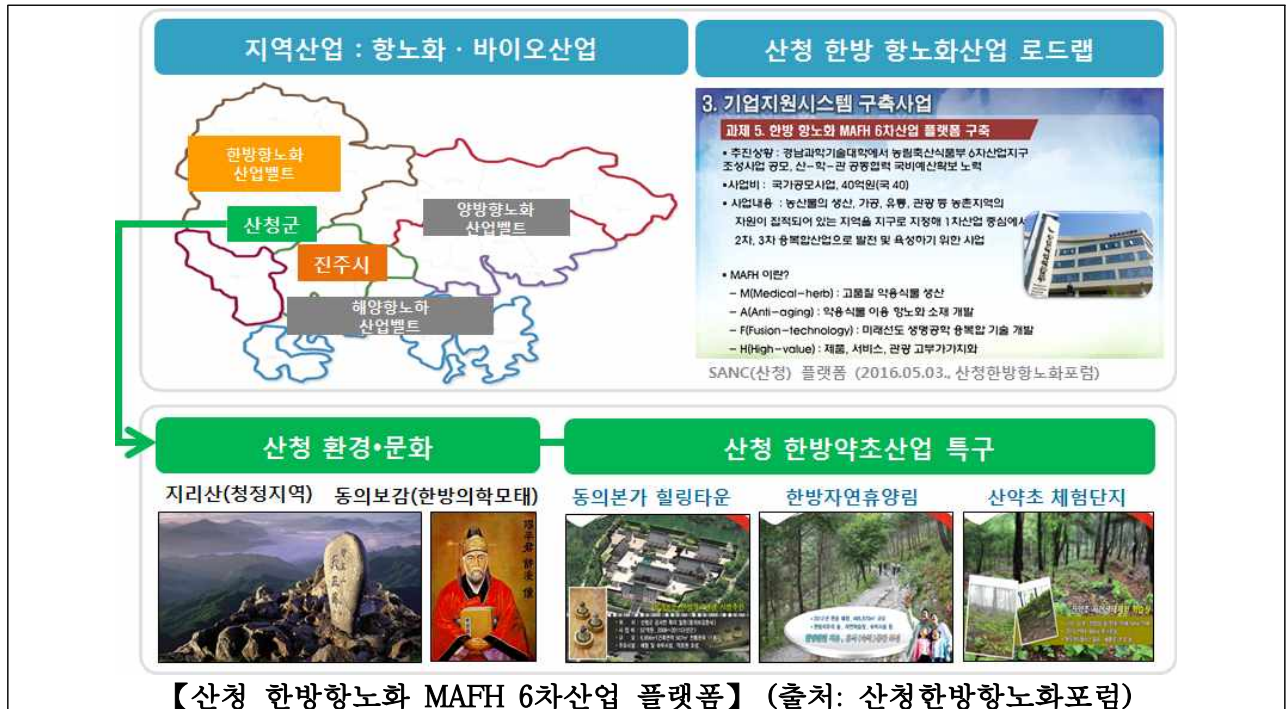 지역산업 : 항노화 · 바이오산업
한방항노화
산업벨트
산청군
양방향노화
산업벨트
진주시
해양항노하
산업벨트
산청 한방 항노화산업 로드랩
3. 기업지원시스템 구축사업
과제 5. 한방 항노화 MAFH 6차산업 플랫폼 구축
• 추진상황 : 경남과학기술대학에서 농림축산식품부 6차산업지구
조성사업 공모, 산-학-관 공동협력 국비예산확보 노력
• 사업비 : 국가공모사업, 40억원(국 40)
• 사업내용 : 농산물의 생산, 가공, 유통, 관광 등 농촌지역의
자원이 집적되어 있는 지역을 지구로 지정해 1차산업 중심에서
2차, 3차 융복합산업으로 발전 및 육성하기 위한 사업
• MAFH 이란?
– M(Medical-herb) : 고품질 약용식물 생산
– A(Anti-aging) : 약용식물 이용 항노화 소재 개발
– F(Fusion-technology) : 미래선도 생명공학 융복합 기술 개발
– H(High-value) : 제품, 서비스, 관광 고부가가치화
SANC(산청) 플랫폼 (2016.05.03., 산청한방항노화포럼)
산청 환경•문화
지리산(청정지역) 동의보감(한방의학모태)
산청 한방약초산업 특구
동의본가 힐링타운 한방자연휴양림 산약초 체험단지
【산청 한방항노화 MAFH 6차산업 플랫폼】 (출처: 산청한방항노화포럼)